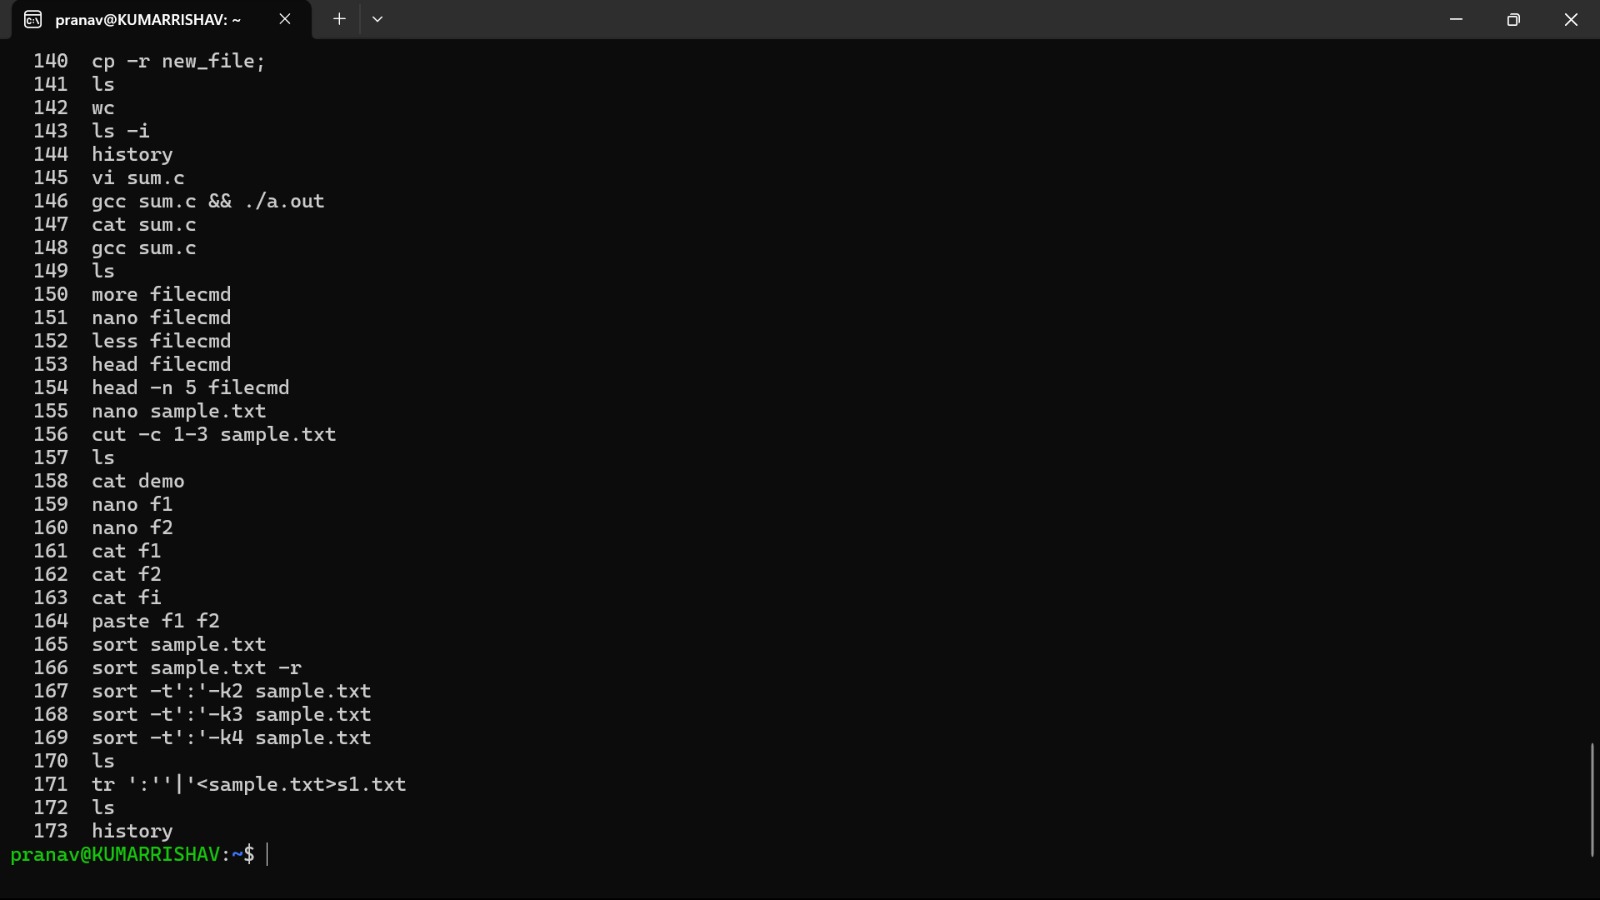 pranav@KUMARRISHAV: ~
140 cp -r new_file;
141 ls
142 wc
143 ls -i
144 history
145 vi sum.c
146 gcc sum.c && ./a.out
147 cat sum.c
148 gcc sum.c
149 ls
150 more filecmd
151 nano filecmd
152 less filecmd
153 head filecmd
154 head -n 5 filecmd
155 nano sample.txt
156 cut -c 1-3 sample.txt
157 ls
158 cat demo
159 nano f1
160 nano f2
161 cat f1
162 cat f2
163 cat fi
164 paste f1 f2
165 sort sample.txt
166 sort sample.txt -r
167 sort -t':'-k2 sample.txt
168 sort -t':'-k3 sample.txt
169 sort -t':'-k4 sample.txt
170 ls
171 tr ':''|'<sample.txt>s1.txt
172 ls
173 history
pranav@KUMARRISHAV:~$